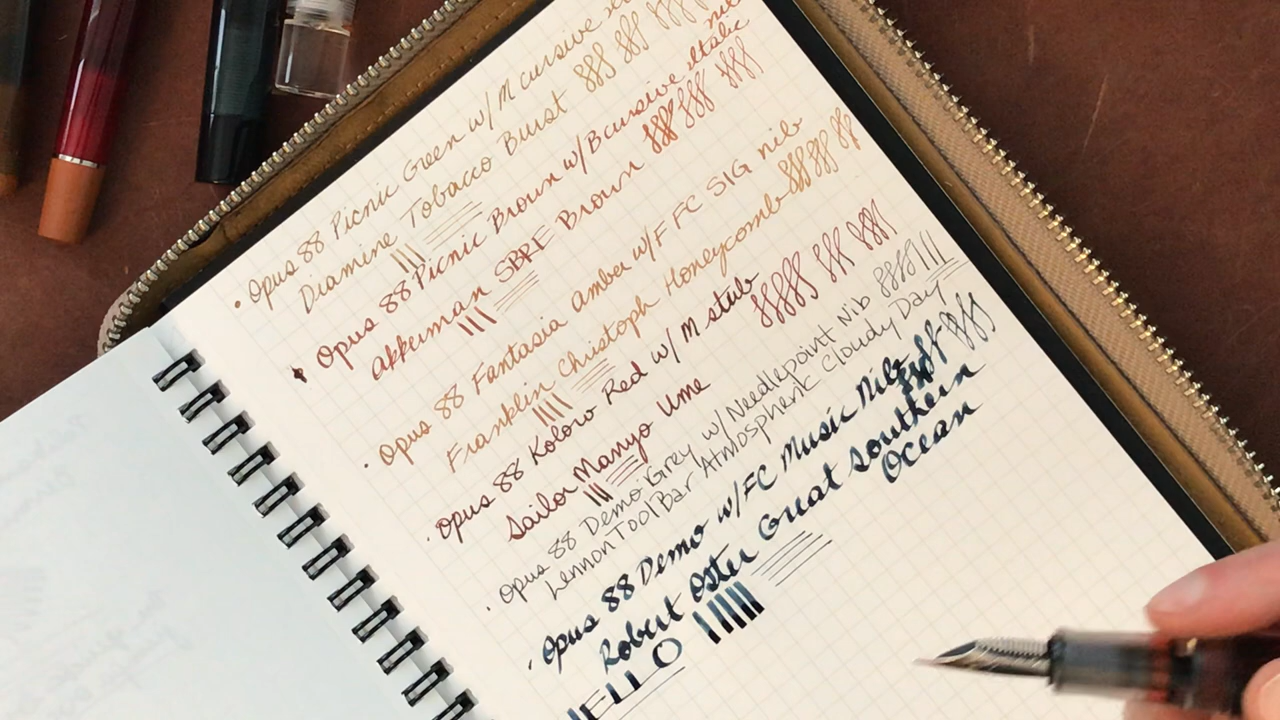 Opus 88 Picnic Green w/ M cursive
Diamine Tobacco Burst
nib
Opus 88 Picnic Brown w/ B cursive Italic
Akkerman SBRE Brown
Opus 88 Fantasia Amber w/F FC SIG nib
Franklin Christoph Honeycomb
Opus 88 Koloro Red w/ M stub
Sailor Manyo Ume
Opus 88 Demo Grey w/ Needlepoint Nib
Lennon Tool Bar Atmospheric Cloudy Day
Opus 88 Demo w/FC Music Nib
Robert Oster Great Southern
Ocean
HELLO